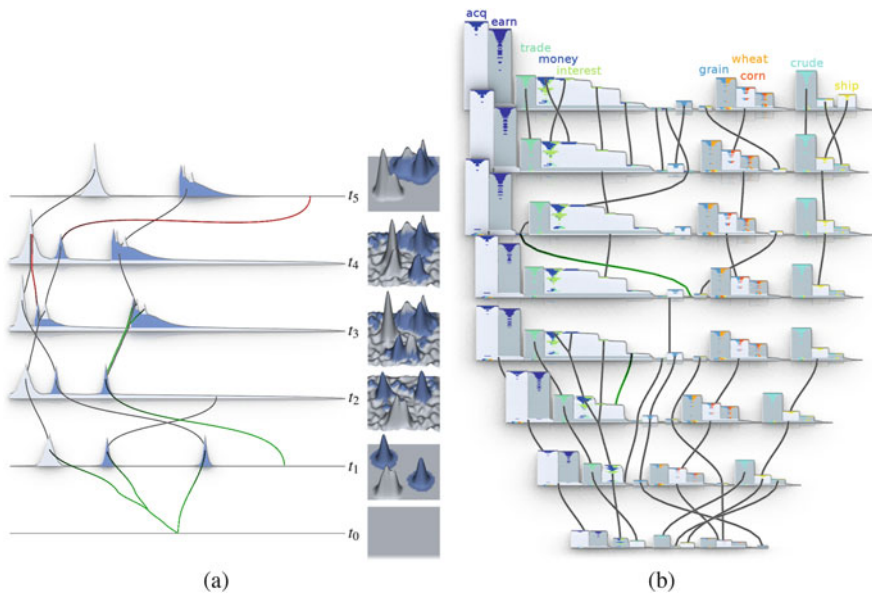 acq
earn
trade
money
interest
grain
wheat
corn
crude
ship
t5
t4
t3
t2
t1
t0
(a)
(b)